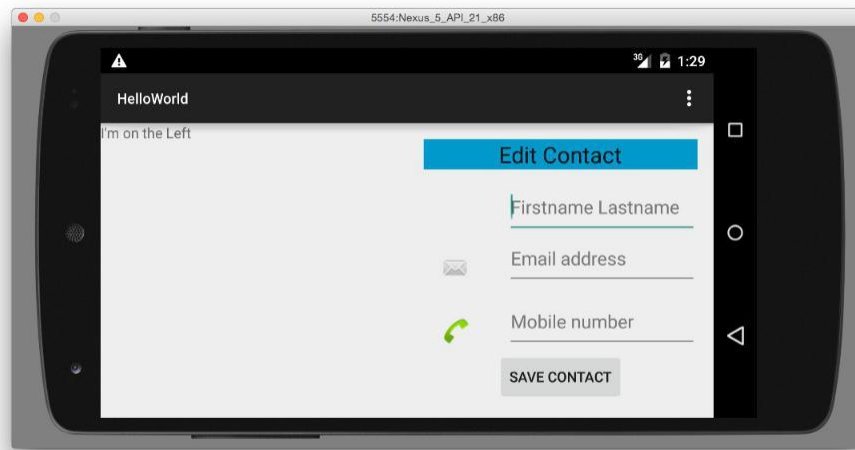 5554:Nexus_5_API_21_x86
3G 1:29
HelloWorld
I'm on the Left
Edit Contact
Firstname Lastname
Email address
Mobile number
SAVE CONTACT